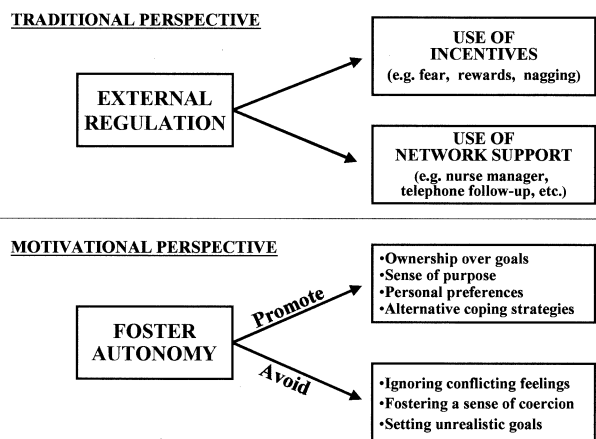 TRADITIONAL PERSPECTIVE
EXTERNAL
REGULATION
USE OF
INCENTIVES
(e.g. fear, rewards, nagging)
USE OF
NETWORK SUPPORT
(e.g. nurse manager,
telephone follow-up, etc.)
MOTIVATIONAL PERSPECTIVE
FOSTER
AUTONOMY
Promote
•Ownership over goals
•Sense of purpose
•Personal preferences
•Alternative coping strategies
Avoid
•Ignoring conflicting feelings
•Fostering a sense of coercion
•Setting unrealistic goals